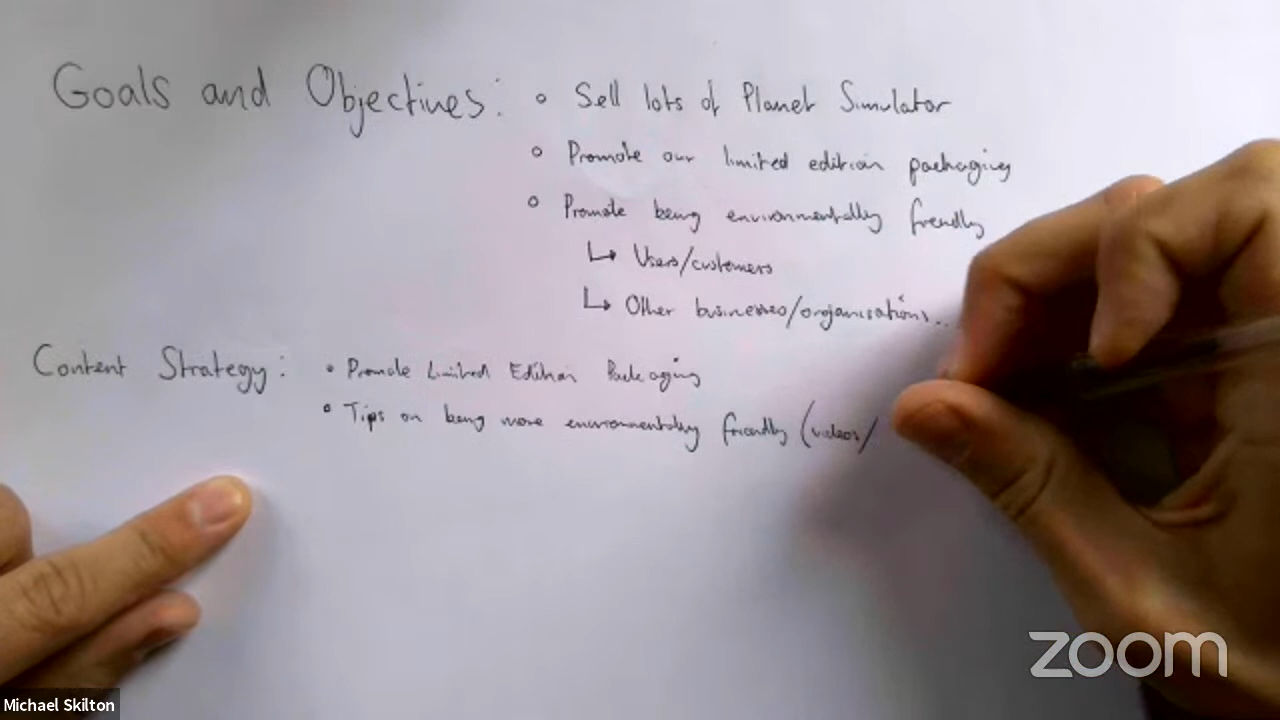 Goals and Objectives: ∘ Sell lots of Planet Simulator
∘ Promote our limited edition packaging
∘ Promote being environmentally friendly
↳ Users/customers
↳ Other businesses/organisations...
Content Strategy: • Promote Limited Edition Packaging
∘ Tips on being more environmentally friendly (videos/
zoom
Michael Skilton